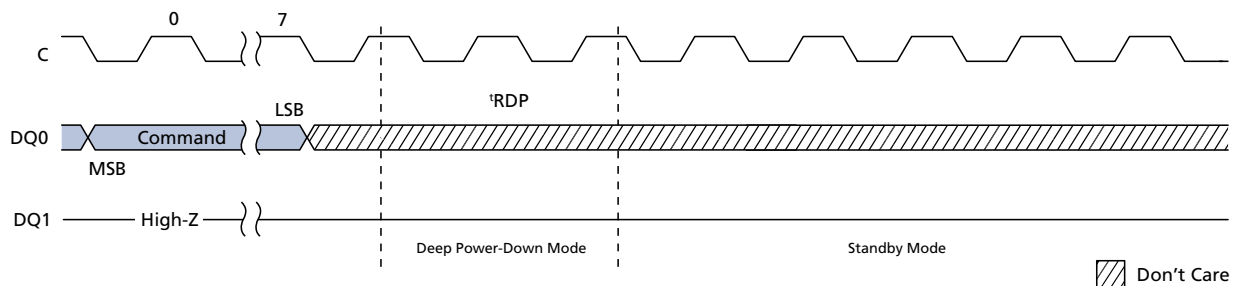 0 7
C
ᵗRDP
LSB
DQ0 Command
MSB
DQ1 High-Z
Deep Power-Down Mode Standby Mode
Don't Care